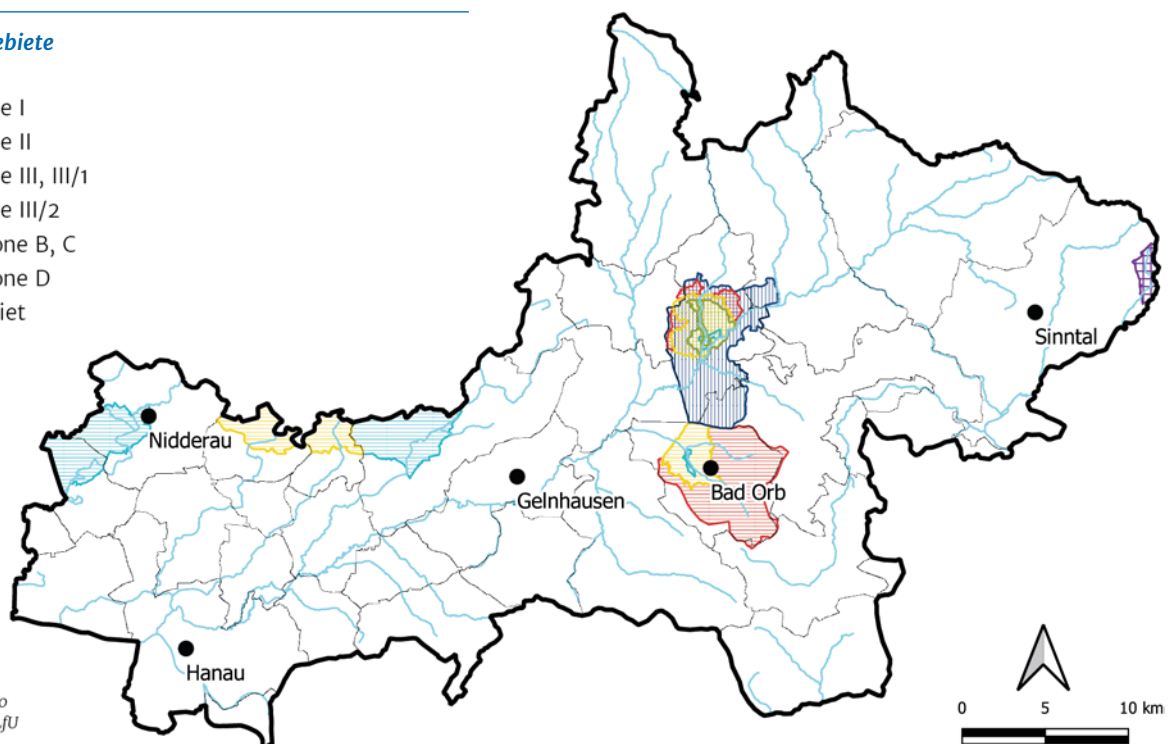 ebiete
e I
e II
e III, III/1
e III/2
one B, C
one D
iet
Sinntal
Nidderau
Gelnhausen
Bad Orb
Hanau
0 5 10 km
fU